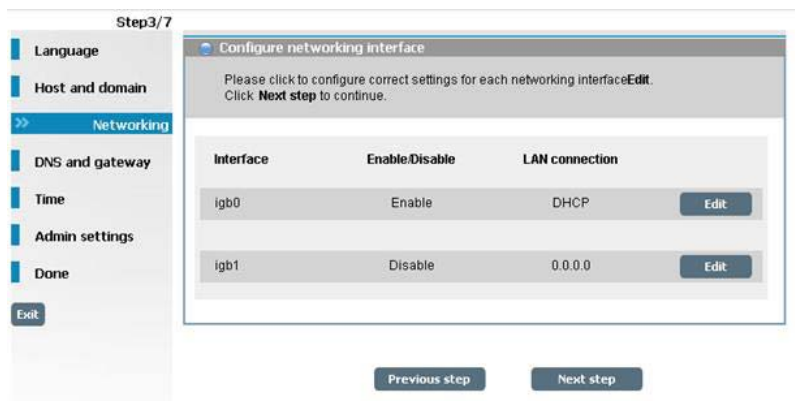 Step3/7
Language
Host and domain
» Networking
DNS and gateway
Time
Admin settings
Done
Exit
Configure networking interface
Please click to configure correct settings for each networking interfaceEdit.
Click Next step to continue.
Interface Enable/Disable LAN connection
igb0 Enable DHCP Edit
igb1 Disable 0.0.0.0 Edit
Previous step Next step